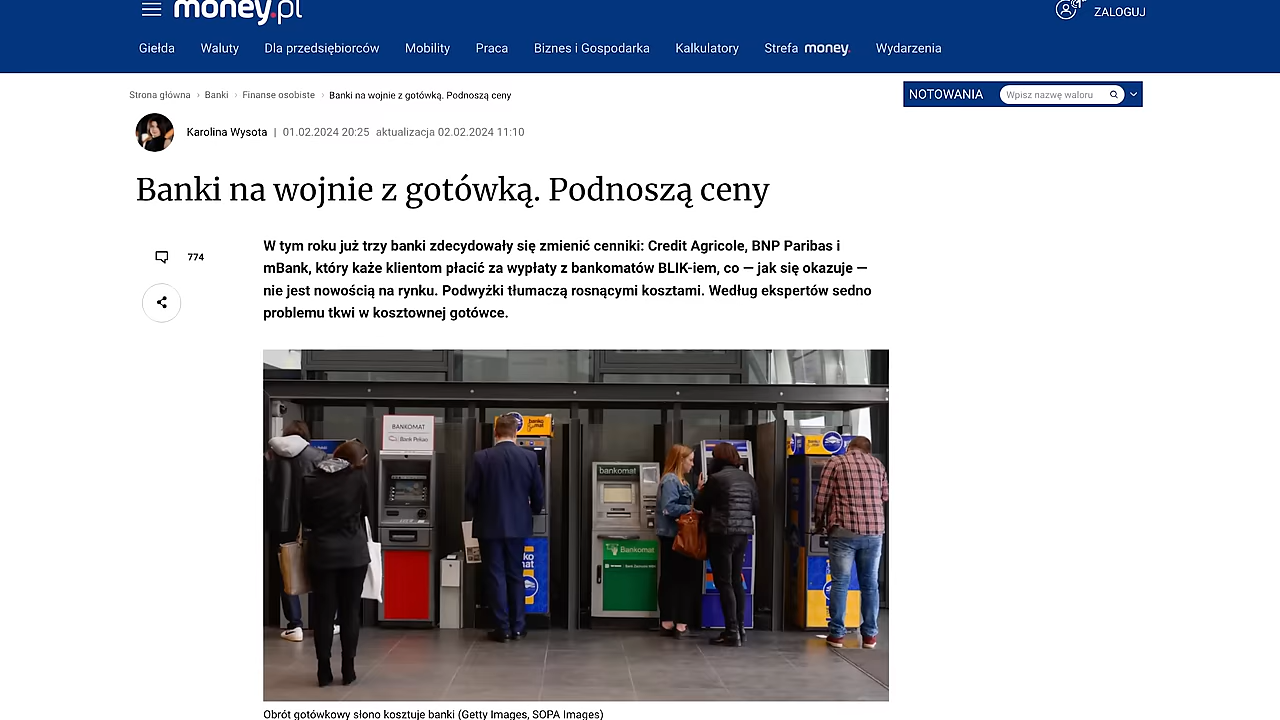 money.pl
ZALOGUJ
Giełda Waluty Dla przedsiębiorców Mobility Praca Biznes i Gospodarka Kalkulatory Strefa money. Wydarzenia
Strona główna › Banki › Finanse osobiste › Banki na wojnie z gotówką. Podnoszą ceny
NOTOWANIA Wpisz nazwę waloru
Karolina Wysota | 01.02.2024 20:25 aktualizacja 02.02.2024 11:10
Banki na wojnie z gotówką. Podnoszą ceny
774
W tym roku już trzy banki zdecydowały się zmienić cenniki: Credit Agricole, BNP Paribas i
mBank, który każe klientom płacić za wypłaty z bankomatów BLIK-iem, co — jak się okazuje —
nie jest nowością na rynku. Podwyżki tłumaczą rosnącymi kosztami. Według ekspertów sedno
problemu tkwi w kosztownej gotówce.
BANKOMAT
Bank Pekao
bankomat
Bankomat
Obrót gotówkowy słono kosztuje banki (Getty Images, SOPA Images)